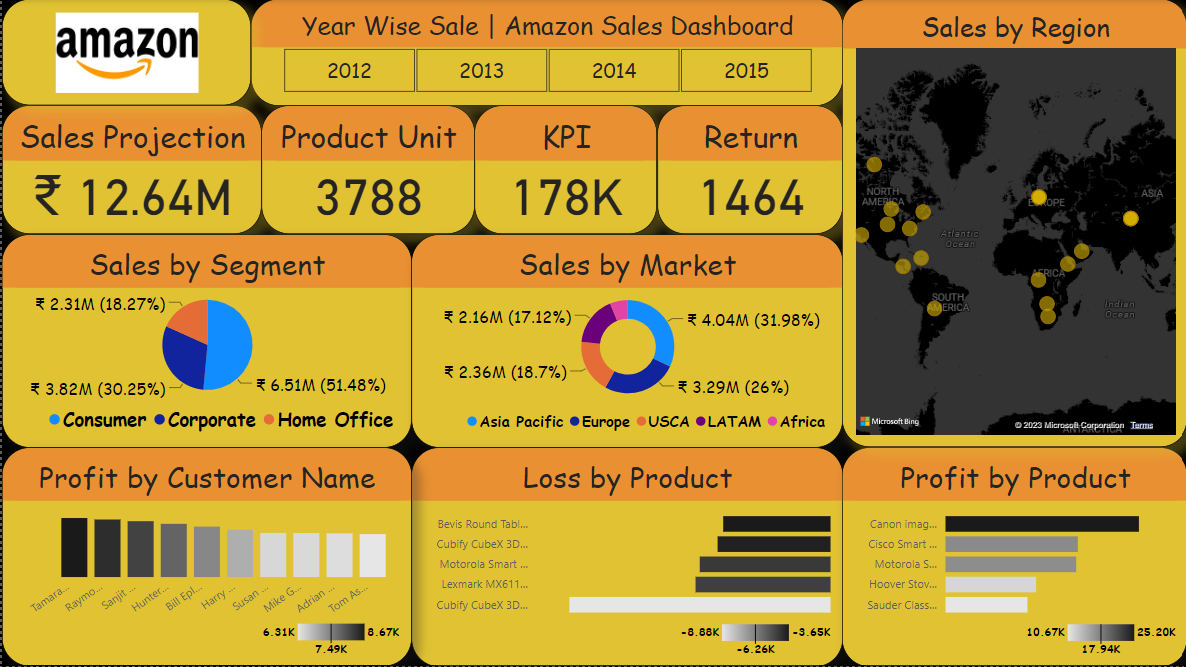 amazon
Year Wise Sale | Amazon Sales Dashboard
2012 2013 2014 2015
Sales Projection
₹ 12.64M
Product Unit
3788
KPI
178K
Return
1464
Sales by Region
NORTH
AMERICA
EUROPE
ASIA
Atlantic
Ocean
AFRICA
SOUTH
AMERICA
Indian
Ocean
Microsoft Bing
© 2023 Microsoft Corporation Terms
ANTARCTICA
Sales by Segment
₹ 2.31M (18.27%)
₹ 3.82M (30.25%)
₹ 6.51M (51.48%)
Consumer Corporate Home Office
Sales by Market
₹ 2.16M (17.12%)
₹ 4.04M (31.98%)
₹ 2.36M (18.7%)
₹ 3.29M (26%)
Asia Pacific Europe USCA LATAM Africa
Profit by Customer Name
Tamara...
Raymo...
Sanjit ...
Hunter...
Bill Epl...
Harry ...
Susan ...
Mike G...
Adrian ...
Tom As...
6.31K 8.67K
7.49K
Loss by Product
Bevis Round Tabl...
Cubify CubeX 3D...
Motorola Smart ...
Lexmark MX611...
Cubify CubeX 3D...
-8.88K -3.65K
-6.26K
Profit by Product
Canon imag...
Cisco Smart ...
Motorola S...
Hoover Stov...
Sauder Class...
10.67K 25.20K
17.94K